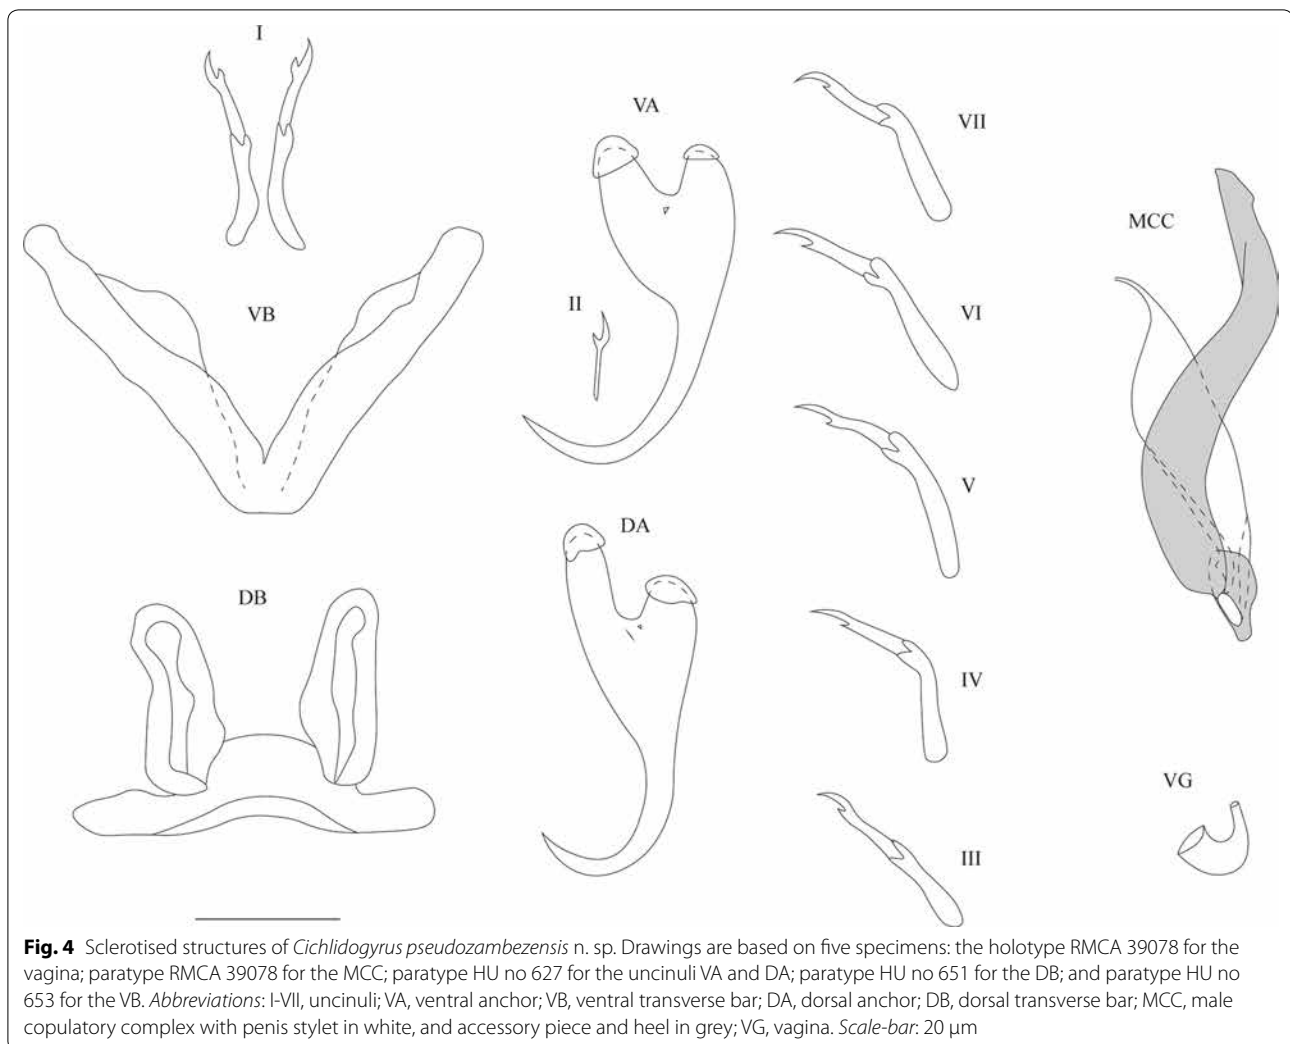 I
VA
VII
MCC
VB
II
VI
V
DA
DB
IV
VG
III
Fig. 4 Sclerotised structures of Cichlidogyrus pseudozambezensis n. sp. Drawings are based on five specimens: the holotype RMCA 39078 for the
vagina; paratype RMCA 39078 for the MCC; paratype HU no 627 for the uncinuli VA and DA; paratype HU no 651 for the DB; and paratype HU no
653 for the VB. Abbreviations: I-VII, uncinuli; VA, ventral anchor; VB, ventral transverse bar; DA, dorsal anchor; DB, dorsal transverse bar; MCC, male
copulatory complex with penis stylet in white, and accessory piece and heel in grey; VG, vagina. Scale-bar: 20 μm